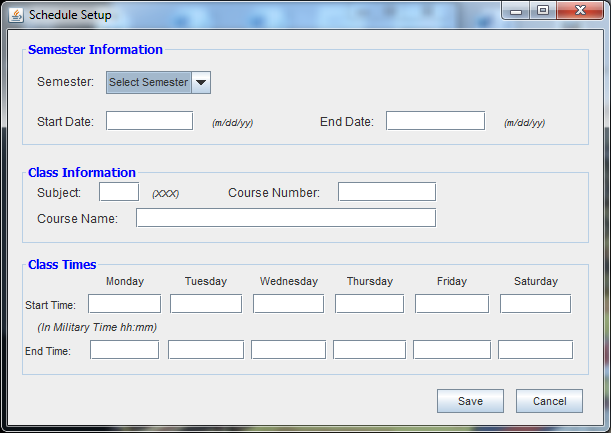 Schedule Setup
Semester Information
Semester: Select Semester
Start Date: (m/dd/yy) End Date: (m/dd/yy)
Class Information
Subject: (XXX) Course Number:
Course Name:
Class Times
Monday Tuesday Wednesday Thursday Friday Saturday
Start Time:
(In Military Time hh:mm)
End Time:
Save Cancel